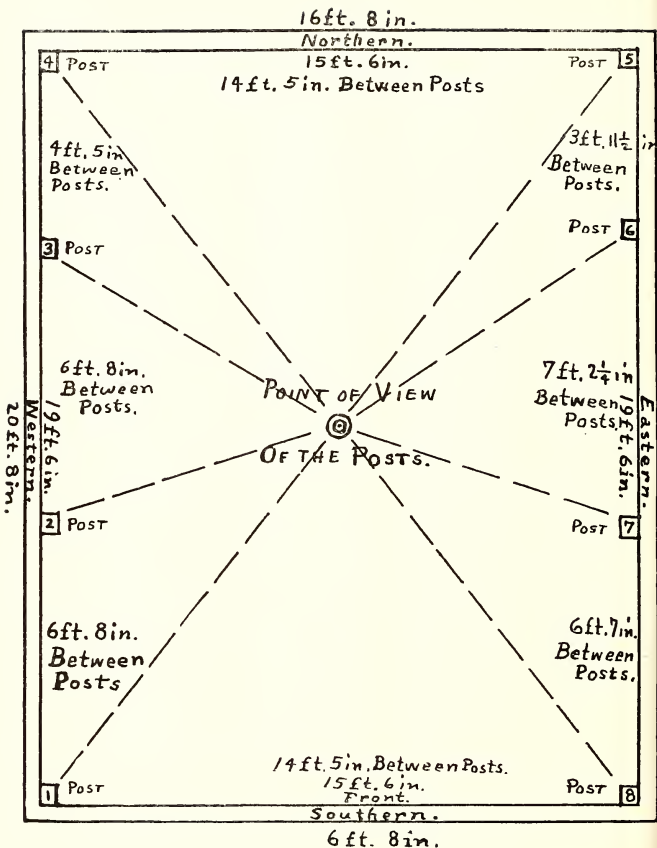 16ft. 8 in.
Northern.
15ft. 6in.
14ft. 5in. Between Posts
4 Post
Post 5
4ft. 5in
Between
Posts.
3ft. 11½ in
Between
Posts.
3 Post
Post 6
6ft. 8in.
Between
Posts.
7ft. 2¼ in
Between
Posts.
Point of View
Of the Posts.
Western.
19ft. 6in.
20ft. 8in.
Eastern.
19ft. 6in.
2 Post
Post 7
6ft. 8in.
Between
Posts
6ft. 7in.
Between
Posts.
14ft. 5in. Between Posts.
15ft. 6in.
Front.
1 Post
Post 8
Southern.
6ft. 8in.